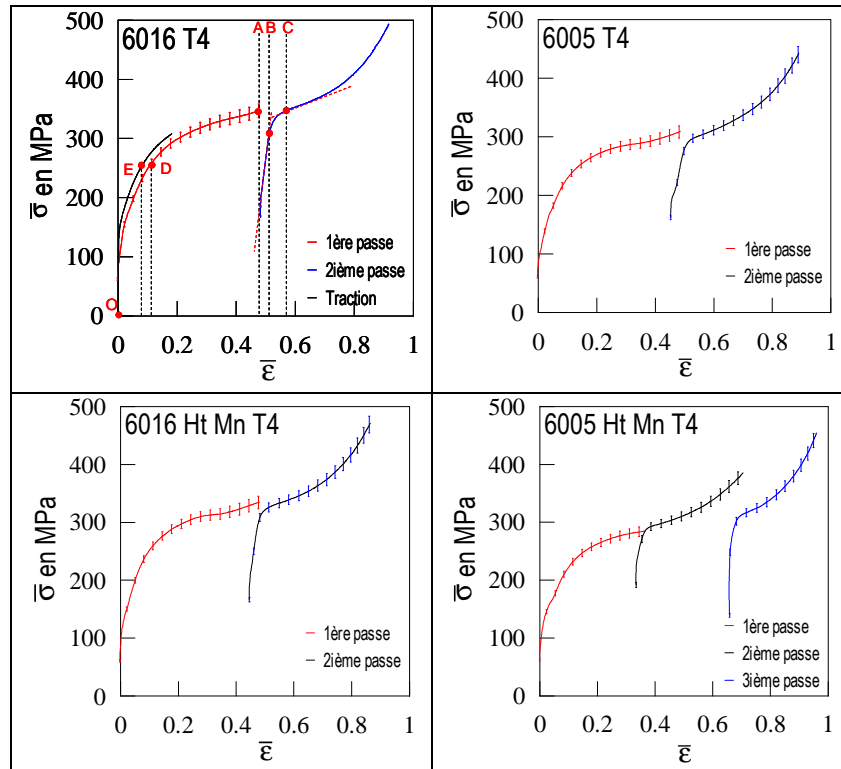 6016 T4
A B C
E D
O
500
400
300
200
100
0
σ̅ en MPa
0 0.2 0.4 0.6 0.8 1
ε̅
1ère passe
2ième passe
Traction
6005 T4
500
400
300
200
100
0
σ̅ en MPa
0 0.2 0.4 0.6 0.8 1
ε̅
1ère passe
2ième passe
6016 Ht Mn T4
500
400
300
200
100
0
σ̅ en MPa
0 0.2 0.4 0.6 0.8 1
ε̅
1ère passe
2ième passe
6005 Ht Mn T4
500
400
300
200
100
0
σ̅ en MPa
0 0.2 0.4 0.6 0.8 1
ε̅
1ère passe
2ième passe
3ième passe